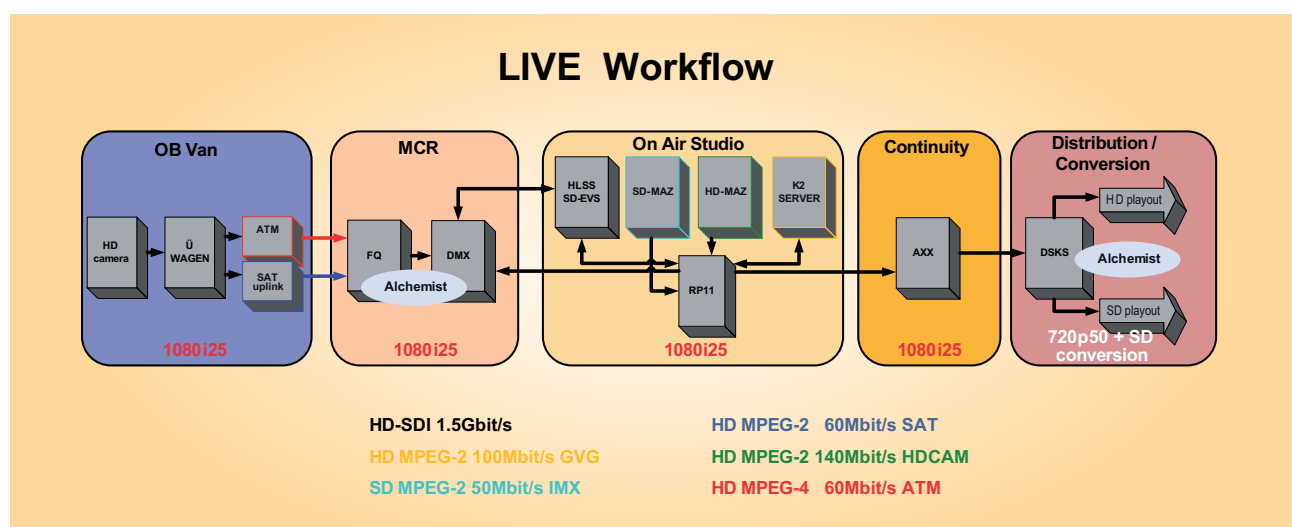 LIVE Workflow
OB Van
HD
camera
Ü
WAGEN
ATM
SAT
uplink
1080i25
MCR
FQ
DMX
Alchemist
1080i25
On Air Studio
HLSS
SD-EVS
SD-MAZ
HD-MAZ
K2
SERVER
RP11
1080i25
Continuity
AXX
1080i25
Distribution /
Conversion
HD playout
DSKS
Alchemist
SD playout
720p50 + SD
conversion
HD-SDI 1.5Gbit/s
HD MPEG-2 100Mbit/s GVG
SD MPEG-2 50Mbit/s IMX
HD MPEG-2 60Mbit/s SAT
HD MPEG-2 140Mbit/s HDCAM
HD MPEG-4 60Mbit/s ATM